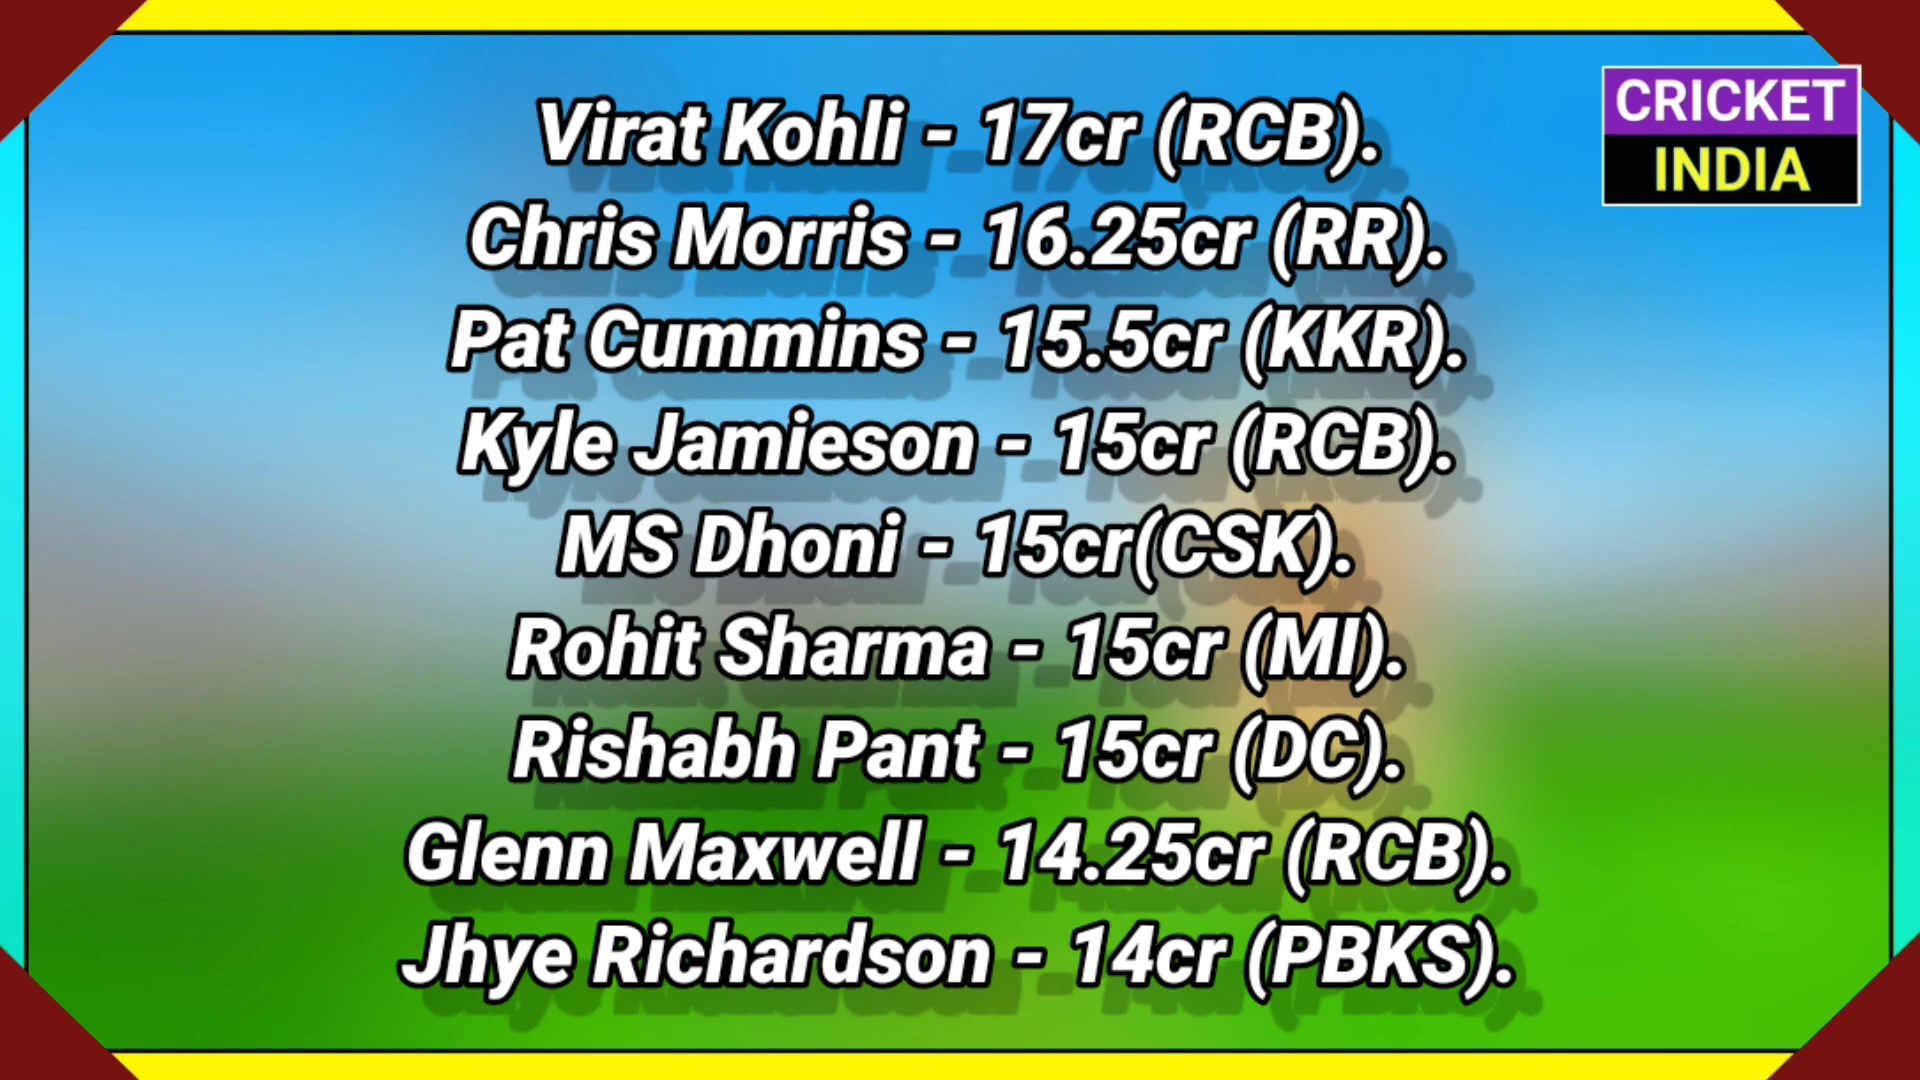 Virat Kohli - 17cr (RCB).
Chris Morris - 16.25cr (RR).
Pat Cummins - 15.5cr (KKR).
Kyle Jamieson - 15cr (RCB).
MS Dhoni - 15cr(CSK).
Rohit Sharma - 15cr (MI).
Rishabh Pant - 15cr (DC).
Glenn Maxwell - 14.25cr (RCB).
Jhye Richardson - 14cr (PBKS).
CRICKET
INDIA